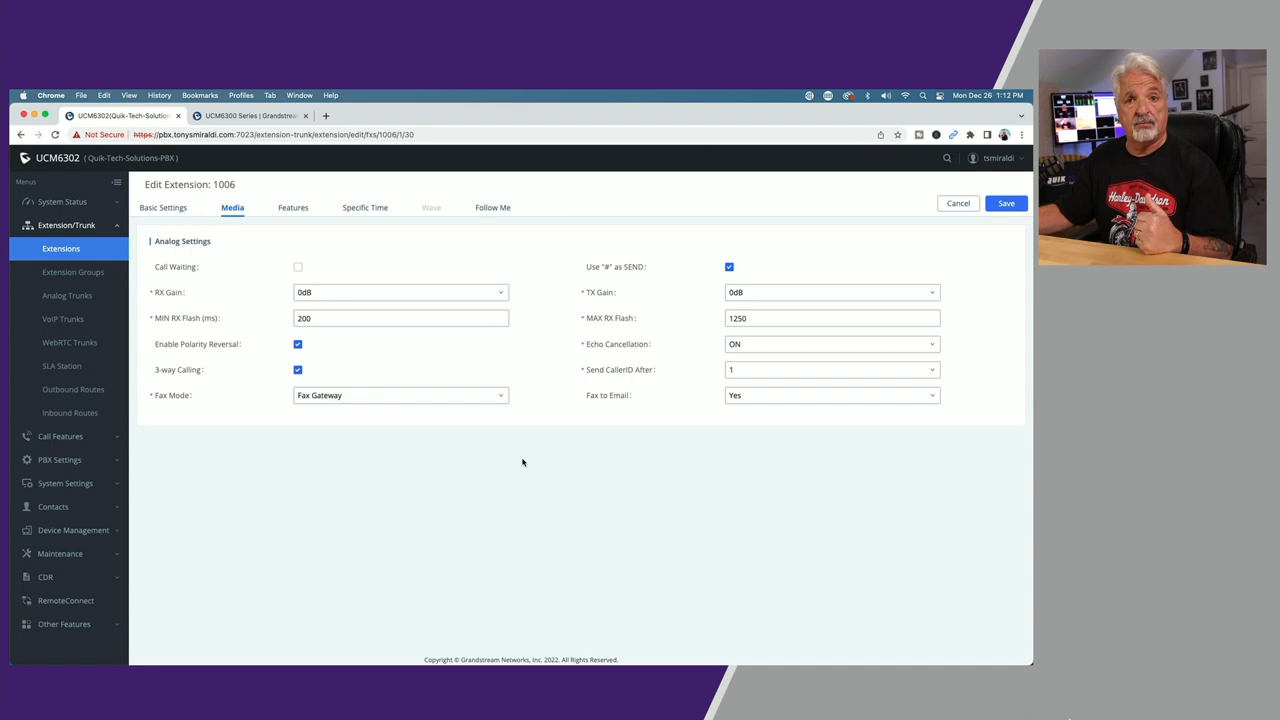 Chrome File Edit View History Bookmarks Profiles Tab Window Help Mon Dec 26 1:12 PM
UCM6302(Quik-Tech-Solution UCM6300 Series | Grandstream
Not Secure https://pbx.tonysmiraldi.com:7023/extension-trunk/extension/edit/fxs/1006/1/30
UCM6302 ( Quik-Tech-Solutions-PBX ) tsmiraldi
Menus
System Status
Extension/Trunk
Extensions
Extension Groups
Analog Trunks
VoIP Trunks
WebRTC Trunks
SLA Station
Outbound Routes
Inbound Routes
Call Features
PBX Settings
System Settings
Contacts
Device Management
Maintenance
CDR
RemoteConnect
Other Features
Edit Extension: 1006
Cancel Save
Basic Settings Media Features Specific Time Wave Follow Me
Analog Settings
Call Waiting: Use "#" as SEND:
* RX Gain: 0dB * TX Gain: 0dB
* MIN RX Flash (ms): 200 * MAX RX Flash: 1250
Enable Polarity Reversal: * Echo Cancellation: ON
3-way Calling: * Send CallerID After: 1
* Fax Mode: Fax Gateway Fax to Email: Yes
Copyright © Grandstream Networks, Inc. 2022. All Rights Reserved.
QUIK
Harley-Davidson